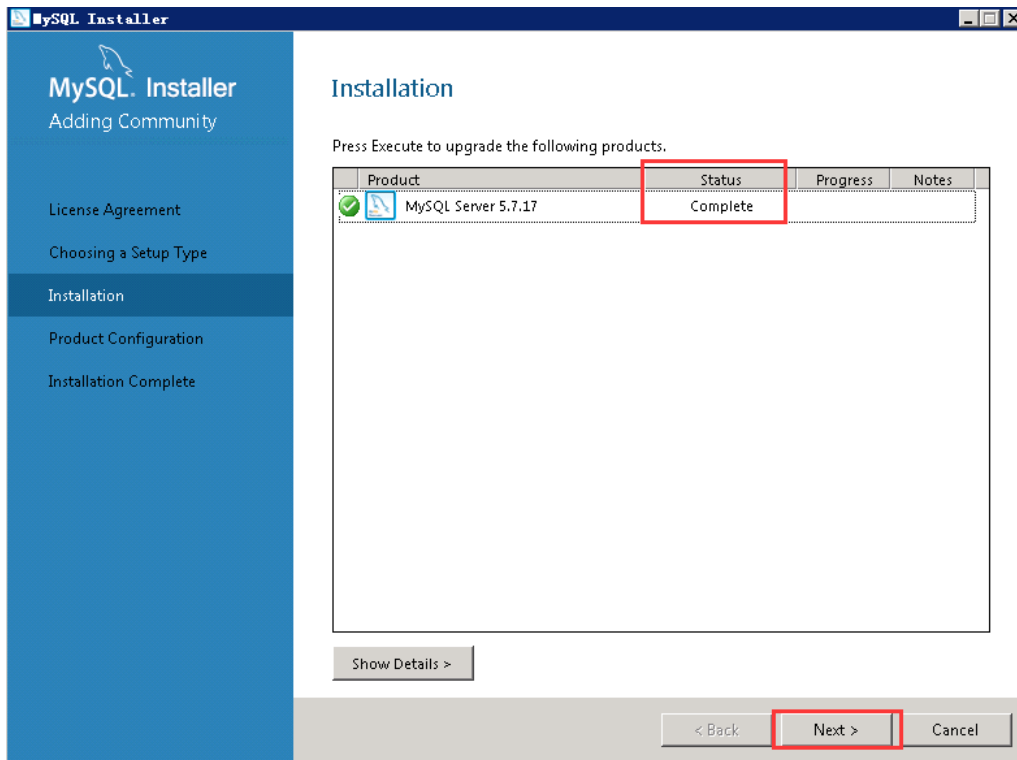 MySQL Installer
MySQL. Installer
Adding Community
License Agreement
Choosing a Setup Type
Installation
Product Configuration
Installation Complete
Installation
Press Execute to upgrade the following products.
Product Status Progress Notes
MySQL Server 5.7.17 Complete
Show Details >
< Back Next > Cancel